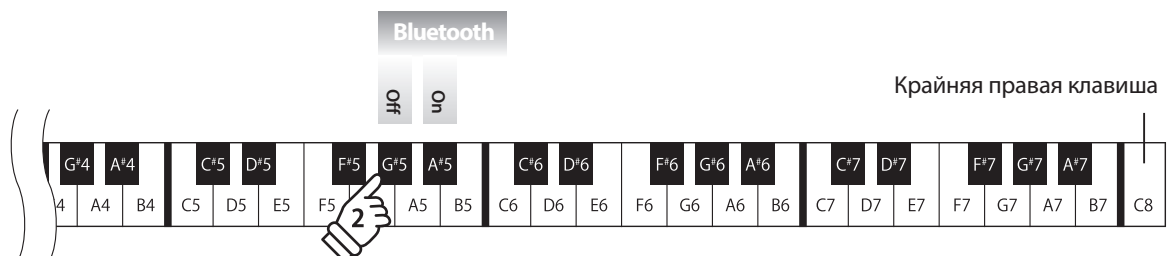 Bluetooth
Off On
Крайняя правая клавиша
G#4 A#4 C#5 D#5 F#5 G#5 A#5 C#6 D#6 F#6 G#6 A#6 C#7 D#7 F#7 G#7 A#7
4 A4 B4 C5 D5 E5 F5 A5 B5 C6 D6 E6 F6 G6 A6 B6 C7 D7 E7 F7 G7 A7 B7 C8
2